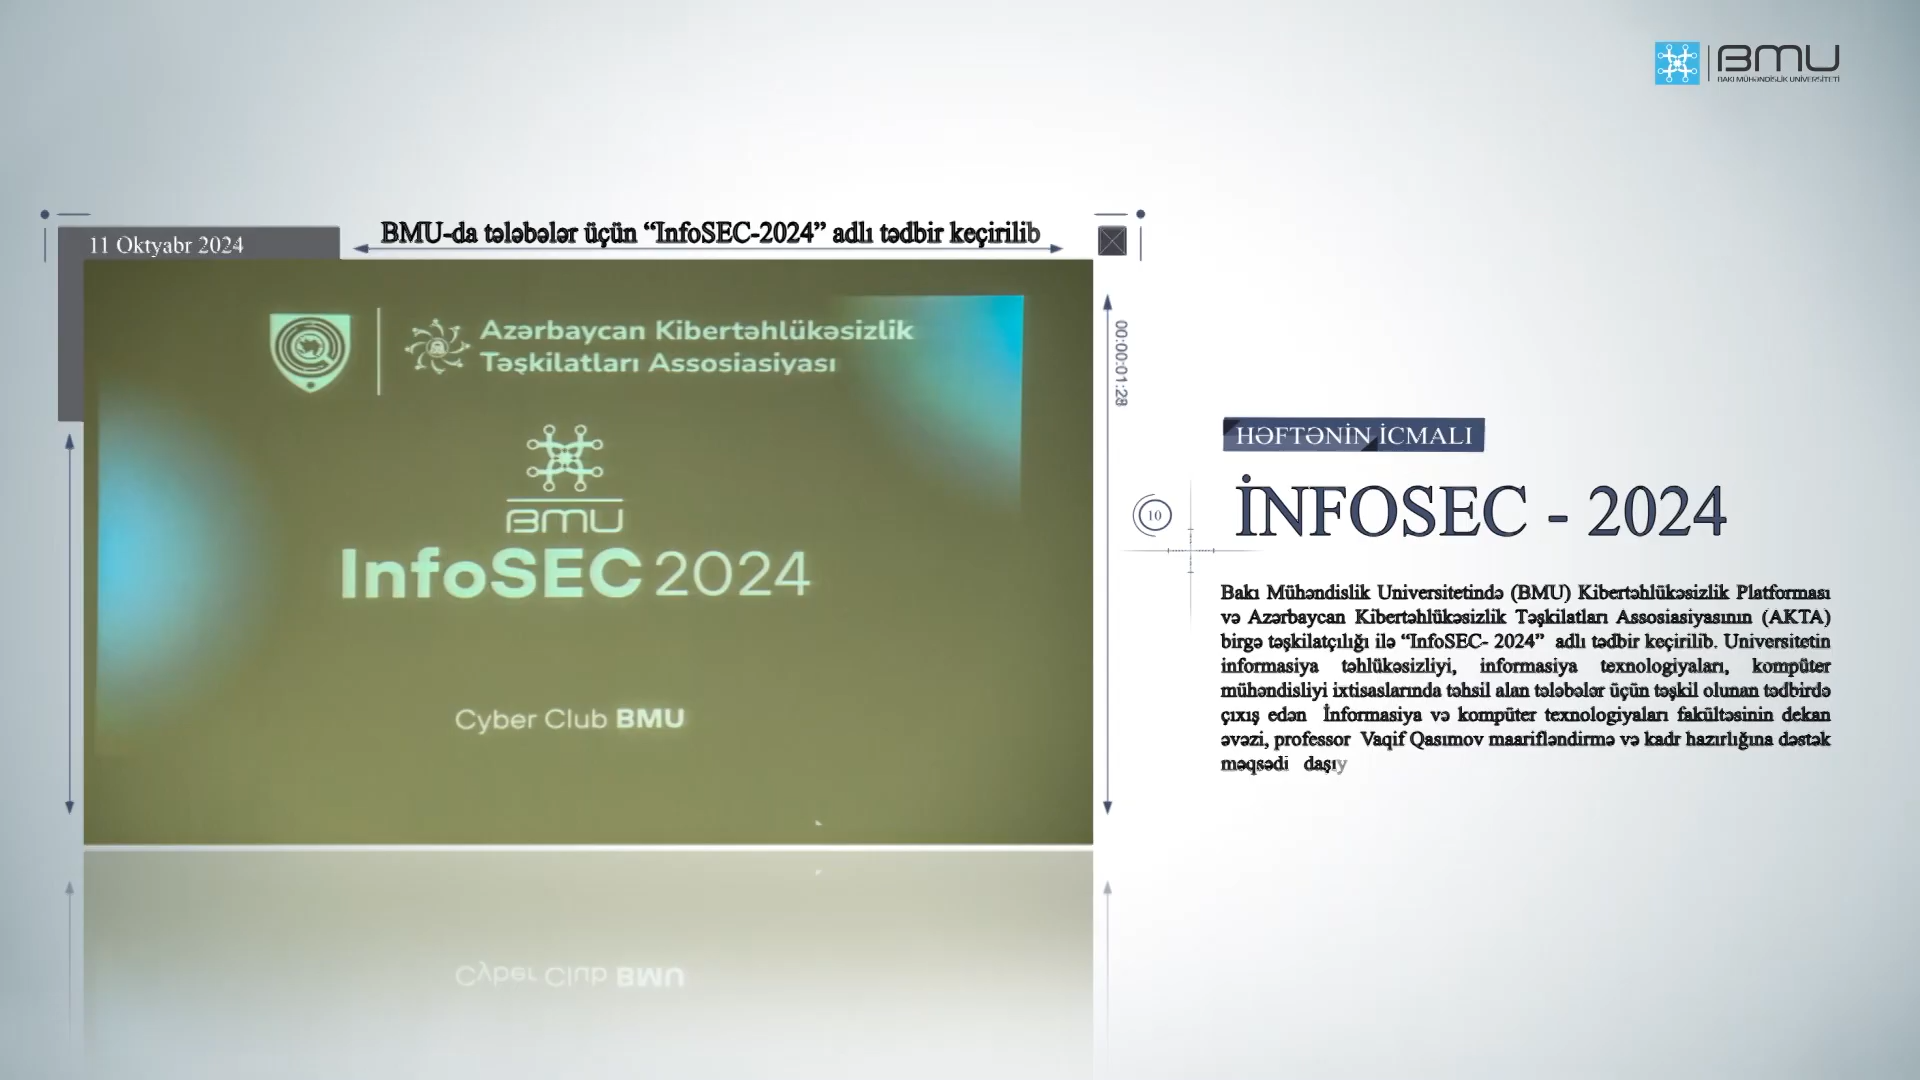 BMU
BAKI MÜHƏNDİSLİK UNİVERSİTETİ
11 Oktyabr 2024
BMU-da tələbələr üçün “InfoSEC-2024” adlı tədbir keçirilib
Azərbaycan Kibertəhlükəsizlik
Təşkilatları Assosiasiyası
BMU
InfoSEC 2024
Cyber Club BMU
00:00:01:28
HƏFTƏNİN İCMALI
10
İNFOSEC - 2024
Bakı Mühəndislik Universitetində (BMU) Kibertəhlükəsizlik Platforması
və Azərbaycan Kibertəhlükəsizlik Təşkilatları Assosiasiyasının (AKTA)
birgə təşkilatçılığı ilə “InfoSEC- 2024” adlı tədbir keçirilib. Universitetin
informasiya təhlükəsizliyi, informasiya texnologiyaları, kompüter
mühəndisliyi ixtisaslarında təhsil alan tələbələr üçün təşkil olunan tədbirdə
çıxış edən İnformasiya və kompüter texnologiyaları fakültəsinin dekan
əvəzi, professor Vaqif Qasımov maarifləndirmə və kadr hazırlığına dəstək
məqsədi daşıy
Cyber Club BMU